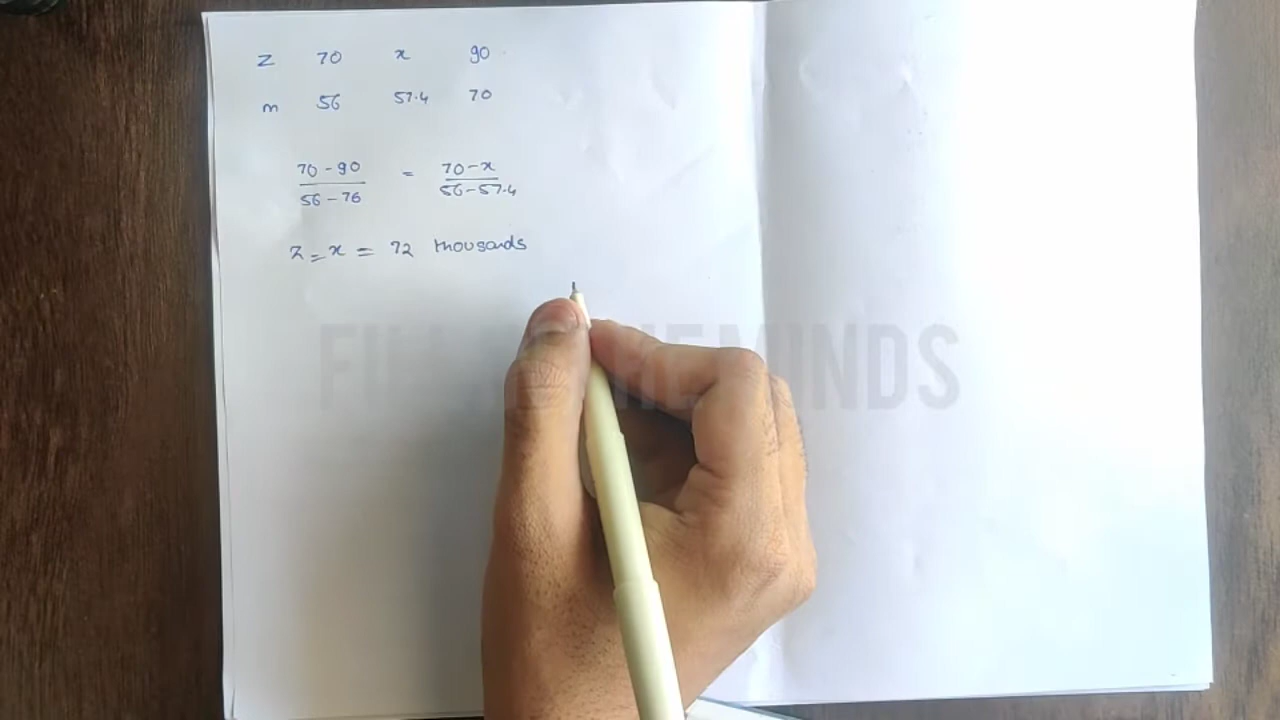 Z 70 x 90
m 56 57.4 70
70 - 90 / 56 - 76 = 70 - x / 56 - 57.4
Z = x = 72 thousands